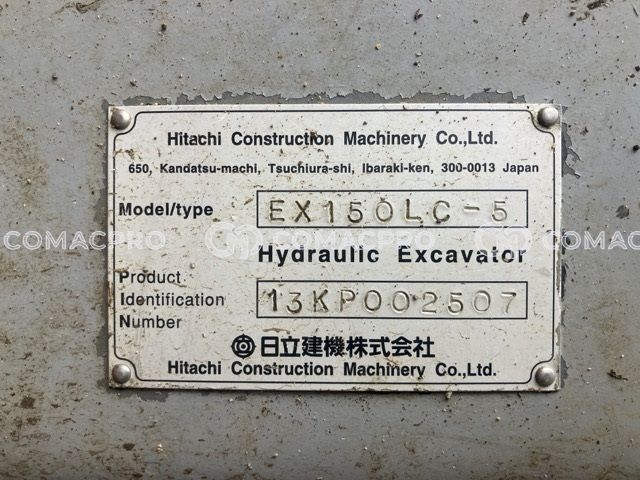 Hitachi Construction Machinery Co.,Ltd.
650, Kandatsu-machi, Tsuchiura-shi, Ibaraki-ken, 300-0013 Japan
Model/type EX150LC-5
Hydraulic Excavator
Product
Identification 13KP002507
Number
日立建機株式会社
Hitachi Construction Machinery Co.,Ltd.
COMACPRO COMACPRO COMACPRO